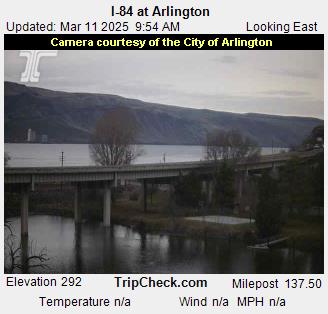 I-84 at Arlington
Updated: Mar 11 2025 9:54 AM Looking East
Camera courtesy of the City of Arlington
Elevation 292 TripCheck.com Milepost 137.50
Temperature n/a Wind n/a MPH n/a